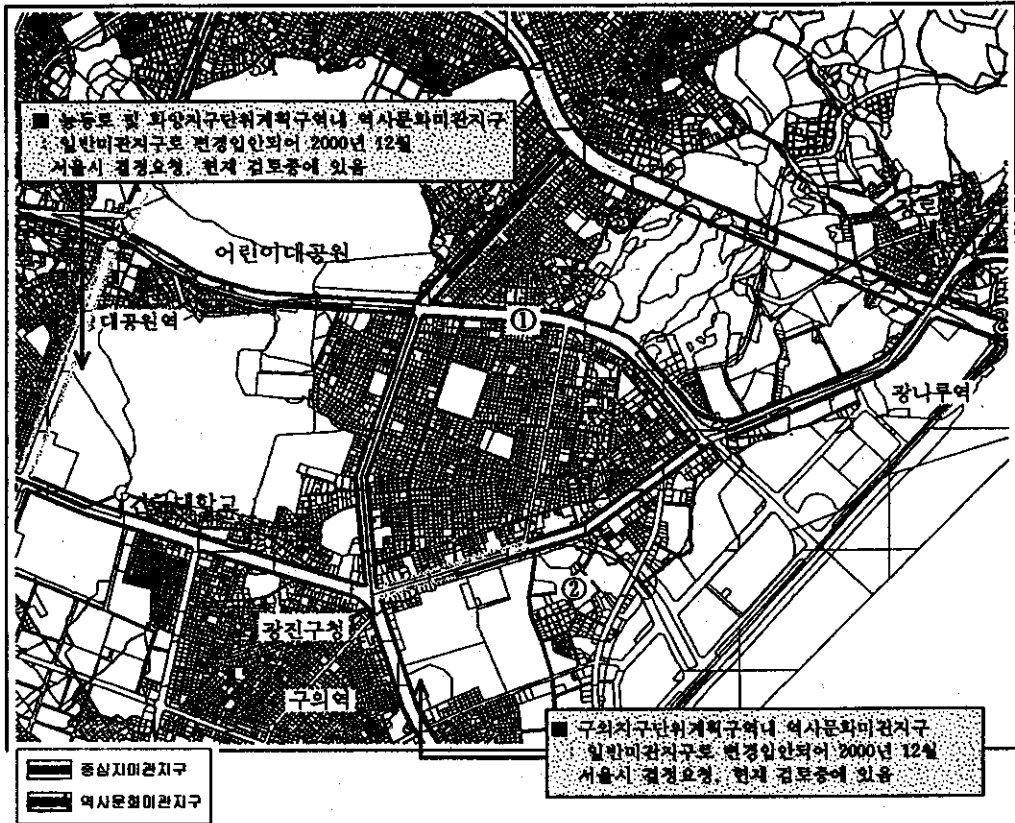 ■ 능동로 및 화양지구단위계획구역내 역사문화미관지구
: 일반미관지구로 변경입안되어 2000년 12월
서울시 결정요청, 현재 검토중에 있음
어린이대공원
대공원역
①
광나루역
②
광진구청
구의역
■ 구의지구단위계획구역내 역사문화미관지구
: 일반미관지구로 변경입안되어 2000년 12월
서울시 결정요청, 현재 검토중에 있음
중심지미관지구
역사문화미관지구